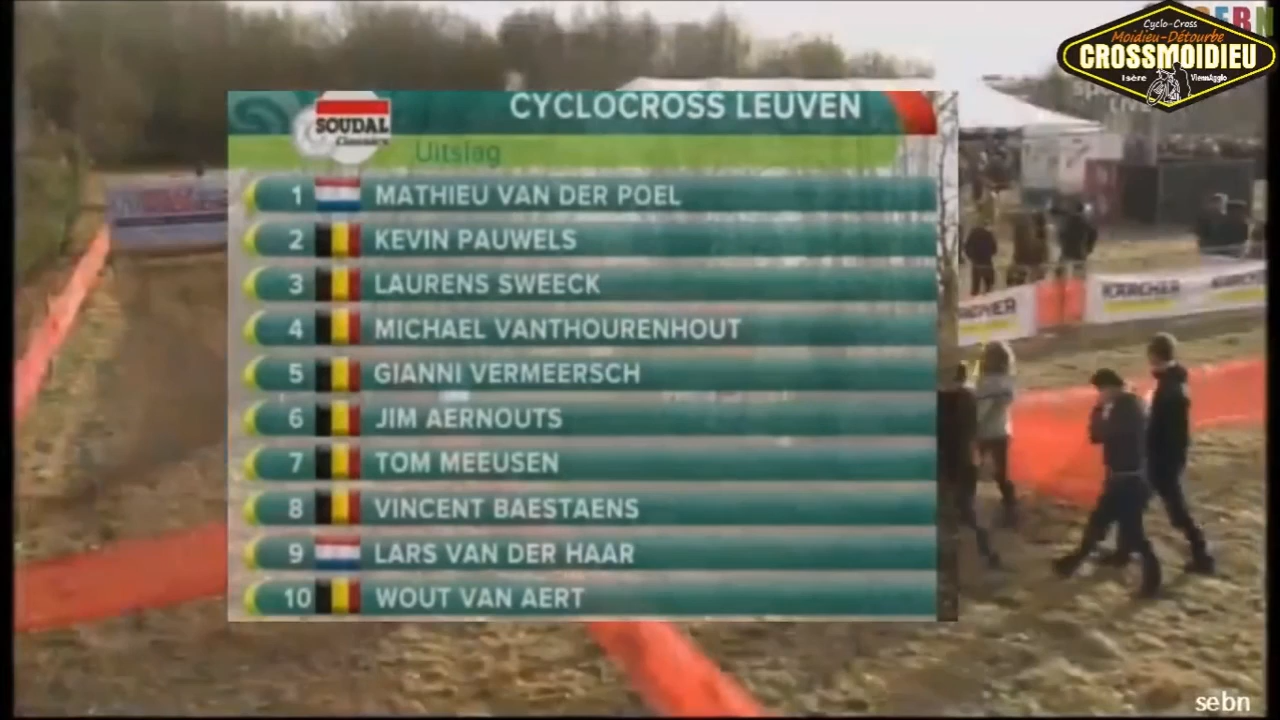 Cyclo-Cross
Moidieu-Détourbe
CROSSMOIDIEU
Isère ViennAgglo
SOUDAL
Classics
CYCLOCROSS LEUVEN
Uitslag
1 MATHIEU VAN DER POEL
2 KEVIN PAUWELS
3 LAURENS SWEECK
4 MICHAEL VANTHOURENHOUT
5 GIANNI VERMEERSCH
6 JIM AERNOUTS
7 TOM MEEUSEN
8 VINCENT BAESTAENS
9 LARS VAN DER HAAR
10 WOUT VAN AERT
KÄRCHER
sebn